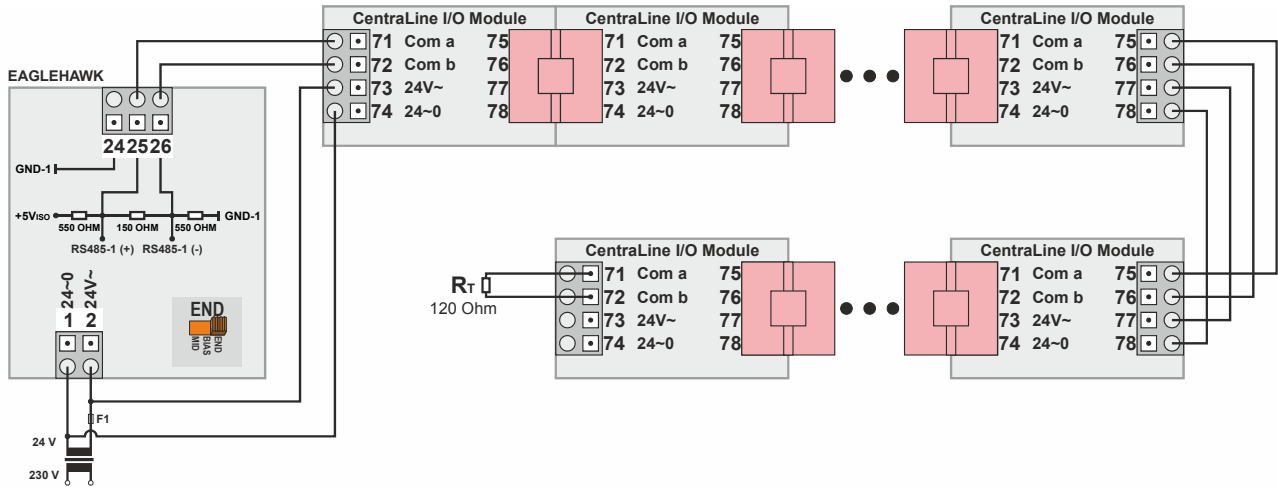 CentraLine I/O Module
71 Com a 75
72 Com b 76
73 24V~ 77
74 24~0 78
CentraLine I/O Module
71 Com a 75
72 Com b 76
73 24V~ 77
74 24~0 78
CentraLine I/O Module
71 Com a 75
72 Com b 76
73 24V~ 77
74 24~0 78
EAGLEHAWK
24 25 26
GND-1
+5VISO
550 OHM
150 OHM
550 OHM
GND-1
RS485-1 (+)
RS485-1 (-)
24~0
24V~
1 2
END
MID
BIAS
END
F1
24 V
230 V
RT
120 Ohm
CentraLine I/O Module
71 Com a 75
72 Com b 76
73 24V~ 77
74 24~0 78
CentraLine I/O Module
71 Com a 75
72 Com b 76
73 24V~ 77
74 24~0 78